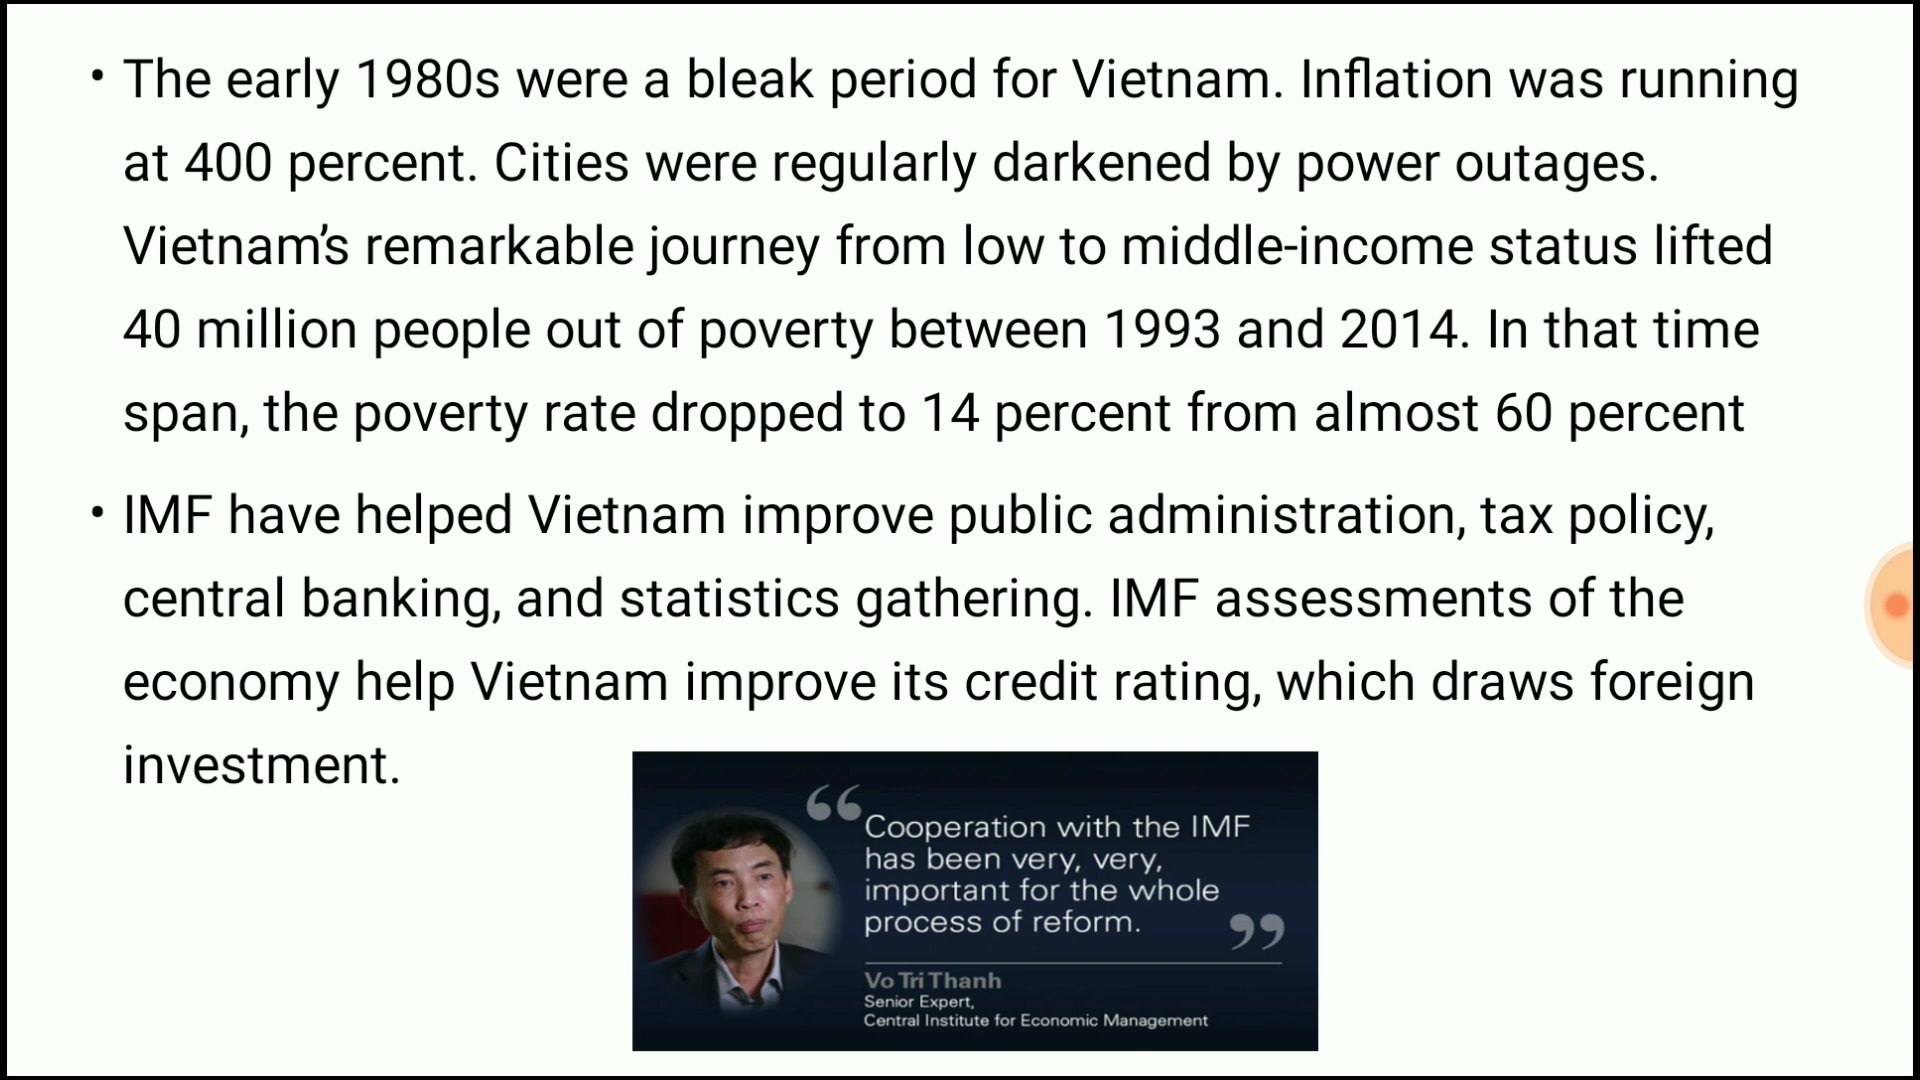 • The early 1980s were a bleak period for Vietnam. Inflation was running
at 400 percent. Cities were regularly darkened by power outages.
Vietnam’s remarkable journey from low to middle-income status lifted
40 million people out of poverty between 1993 and 2014. In that time
span, the poverty rate dropped to 14 percent from almost 60 percent
• IMF have helped Vietnam improve public administration, tax policy,
central banking, and statistics gathering. IMF assessments of the
economy help Vietnam improve its credit rating, which draws foreign
investment.
“Cooperation with the IMF
has been very, very,
important for the whole
process of reform.”
Vo Tri Thanh
Senior Expert,
Central Institute for Economic Management